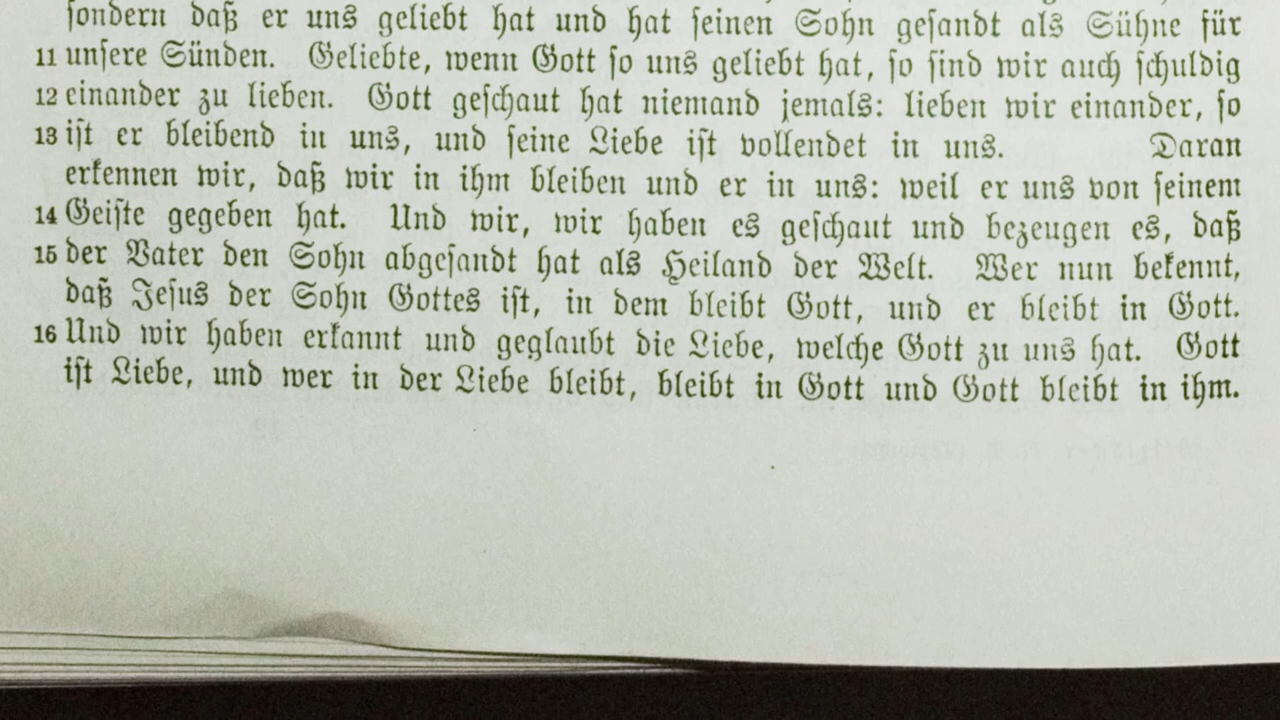 sondern daß er uns geliebt hat und hat seinen Sohn gesandt als Sühne für
11 unsere Sünden. Geliebte, wenn Gott so uns geliebt hat, so sind wir auch schuldig
12 einander zu lieben. Gott geschaut hat niemand jemals: lieben wir einander, so
13 ist er bleibend in uns, und seine Liebe ist vollendet in uns. Daran
erkennen wir, daß wir in ihm bleiben und er in uns: weil er uns von seinem
14 Geiste gegeben hat. Und wir, wir haben es geschaut und bezeugen es, daß
15 der Vater den Sohn abgesandt hat als Heiland der Welt. Wer nun bekennt,
daß Jesus der Sohn Gottes ist, in dem bleibt Gott, und er bleibt in Gott.
16 Und wir haben erkannt und geglaubt die Liebe, welche Gott zu uns hat. Gott
ist Liebe, und wer in der Liebe bleibt, bleibt in Gott und Gott bleibt in ihm.